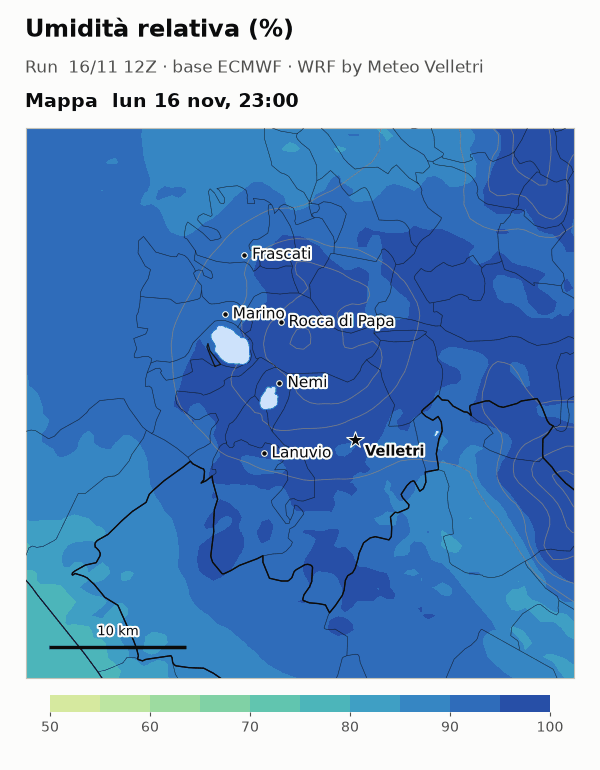 Umidità relativa (%)
Run  16/11 12Z · base ECMWF · WRF by Meteo Velletri
Mappa  lun 16 nov, 23:00
Frascati
Marino
Rocca di Papa
Nemi
Velletri
Lanuvio
10 km
50 60 70 80 90 100